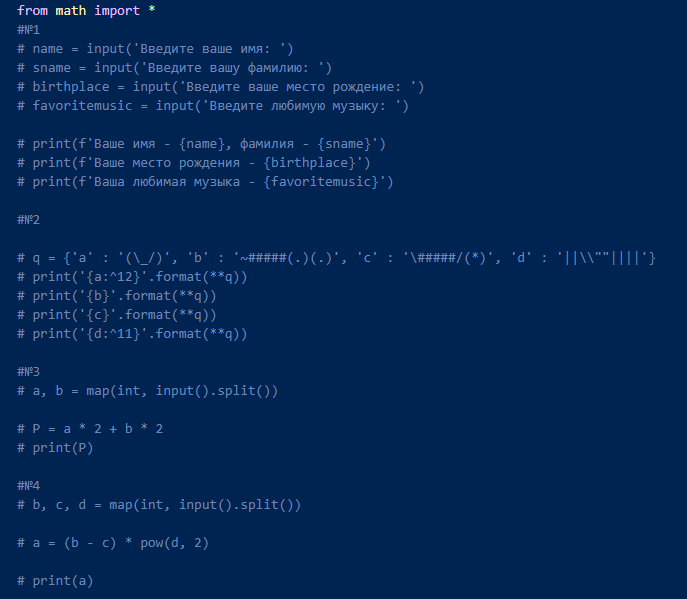 from math import *
#№1
# name = input('Введите ваше имя: ')
# sname = input('Введите вашу фамилию: ')
# birthplace = input('Введите ваше место рождение: ')
# favoritemusic = input('Введите любимую музыку: ')
# print(f'Ваше имя - {name}, фамилия - {sname}')
# print(f'Ваше место рождения - {birthplace}')
# print(f'Ваша любимая музыка - {favoritemusic}')
#№2
# q = {'a' : '(\_/)', 'b' : '~#####(.)(.)', 'c' : '\#####/(*)', 'd' : '||\\""||||'}
# print('{a:^12}'.format(**q))
# print('{b}'.format(**q))
# print('{c}'.format(**q))
# print('{d:^11}'.format(**q))
#№3
# a, b = map(int, input().split())
# P = a * 2 + b * 2
# print(P)
#№4
# b, c, d = map(int, input().split())
# a = (b - c) * pow(d, 2)
# print(a)